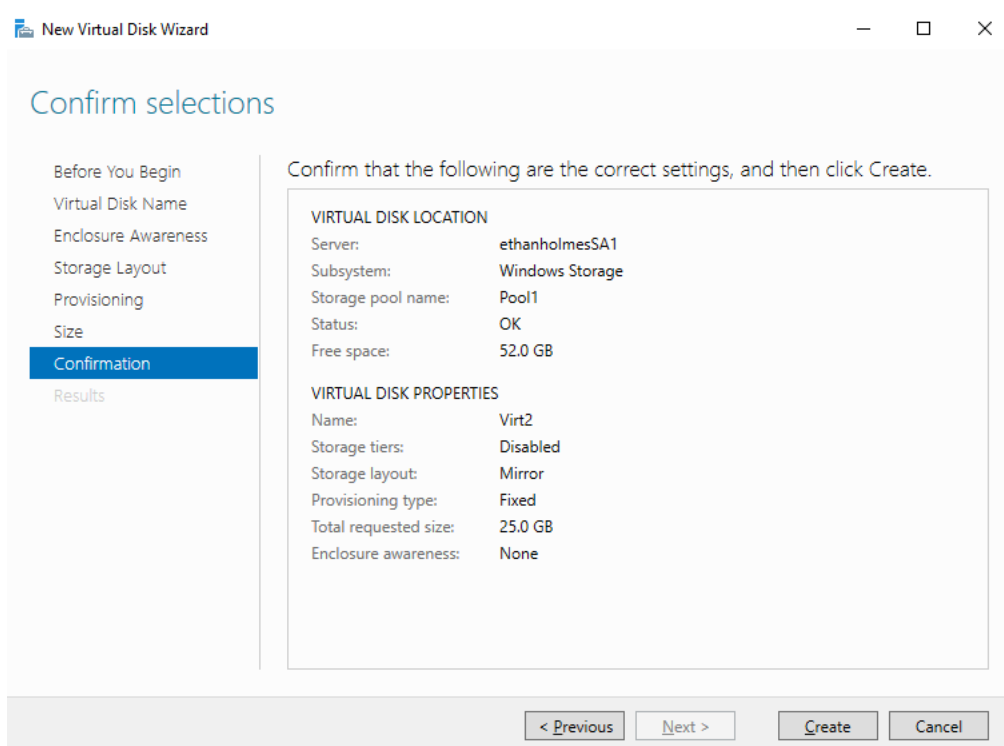 New Virtual Disk Wizard
Confirm selections
Before You Begin
Virtual Disk Name
Enclosure Awareness
Storage Layout
Provisioning
Size
Confirmation
Results
Confirm that the following are the correct settings, and then click Create.
VIRTUAL DISK LOCATION
Server: ethanholmesSA1
Subsystem: Windows Storage
Storage pool name: Pool1
Status: OK
Free space: 52.0 GB
VIRTUAL DISK PROPERTIES
Name: Virt2
Storage tiers: Disabled
Storage layout: Mirror
Provisioning type: Fixed
Total requested size: 25.0 GB
Enclosure awareness: None
< Previous Next > Create Cancel